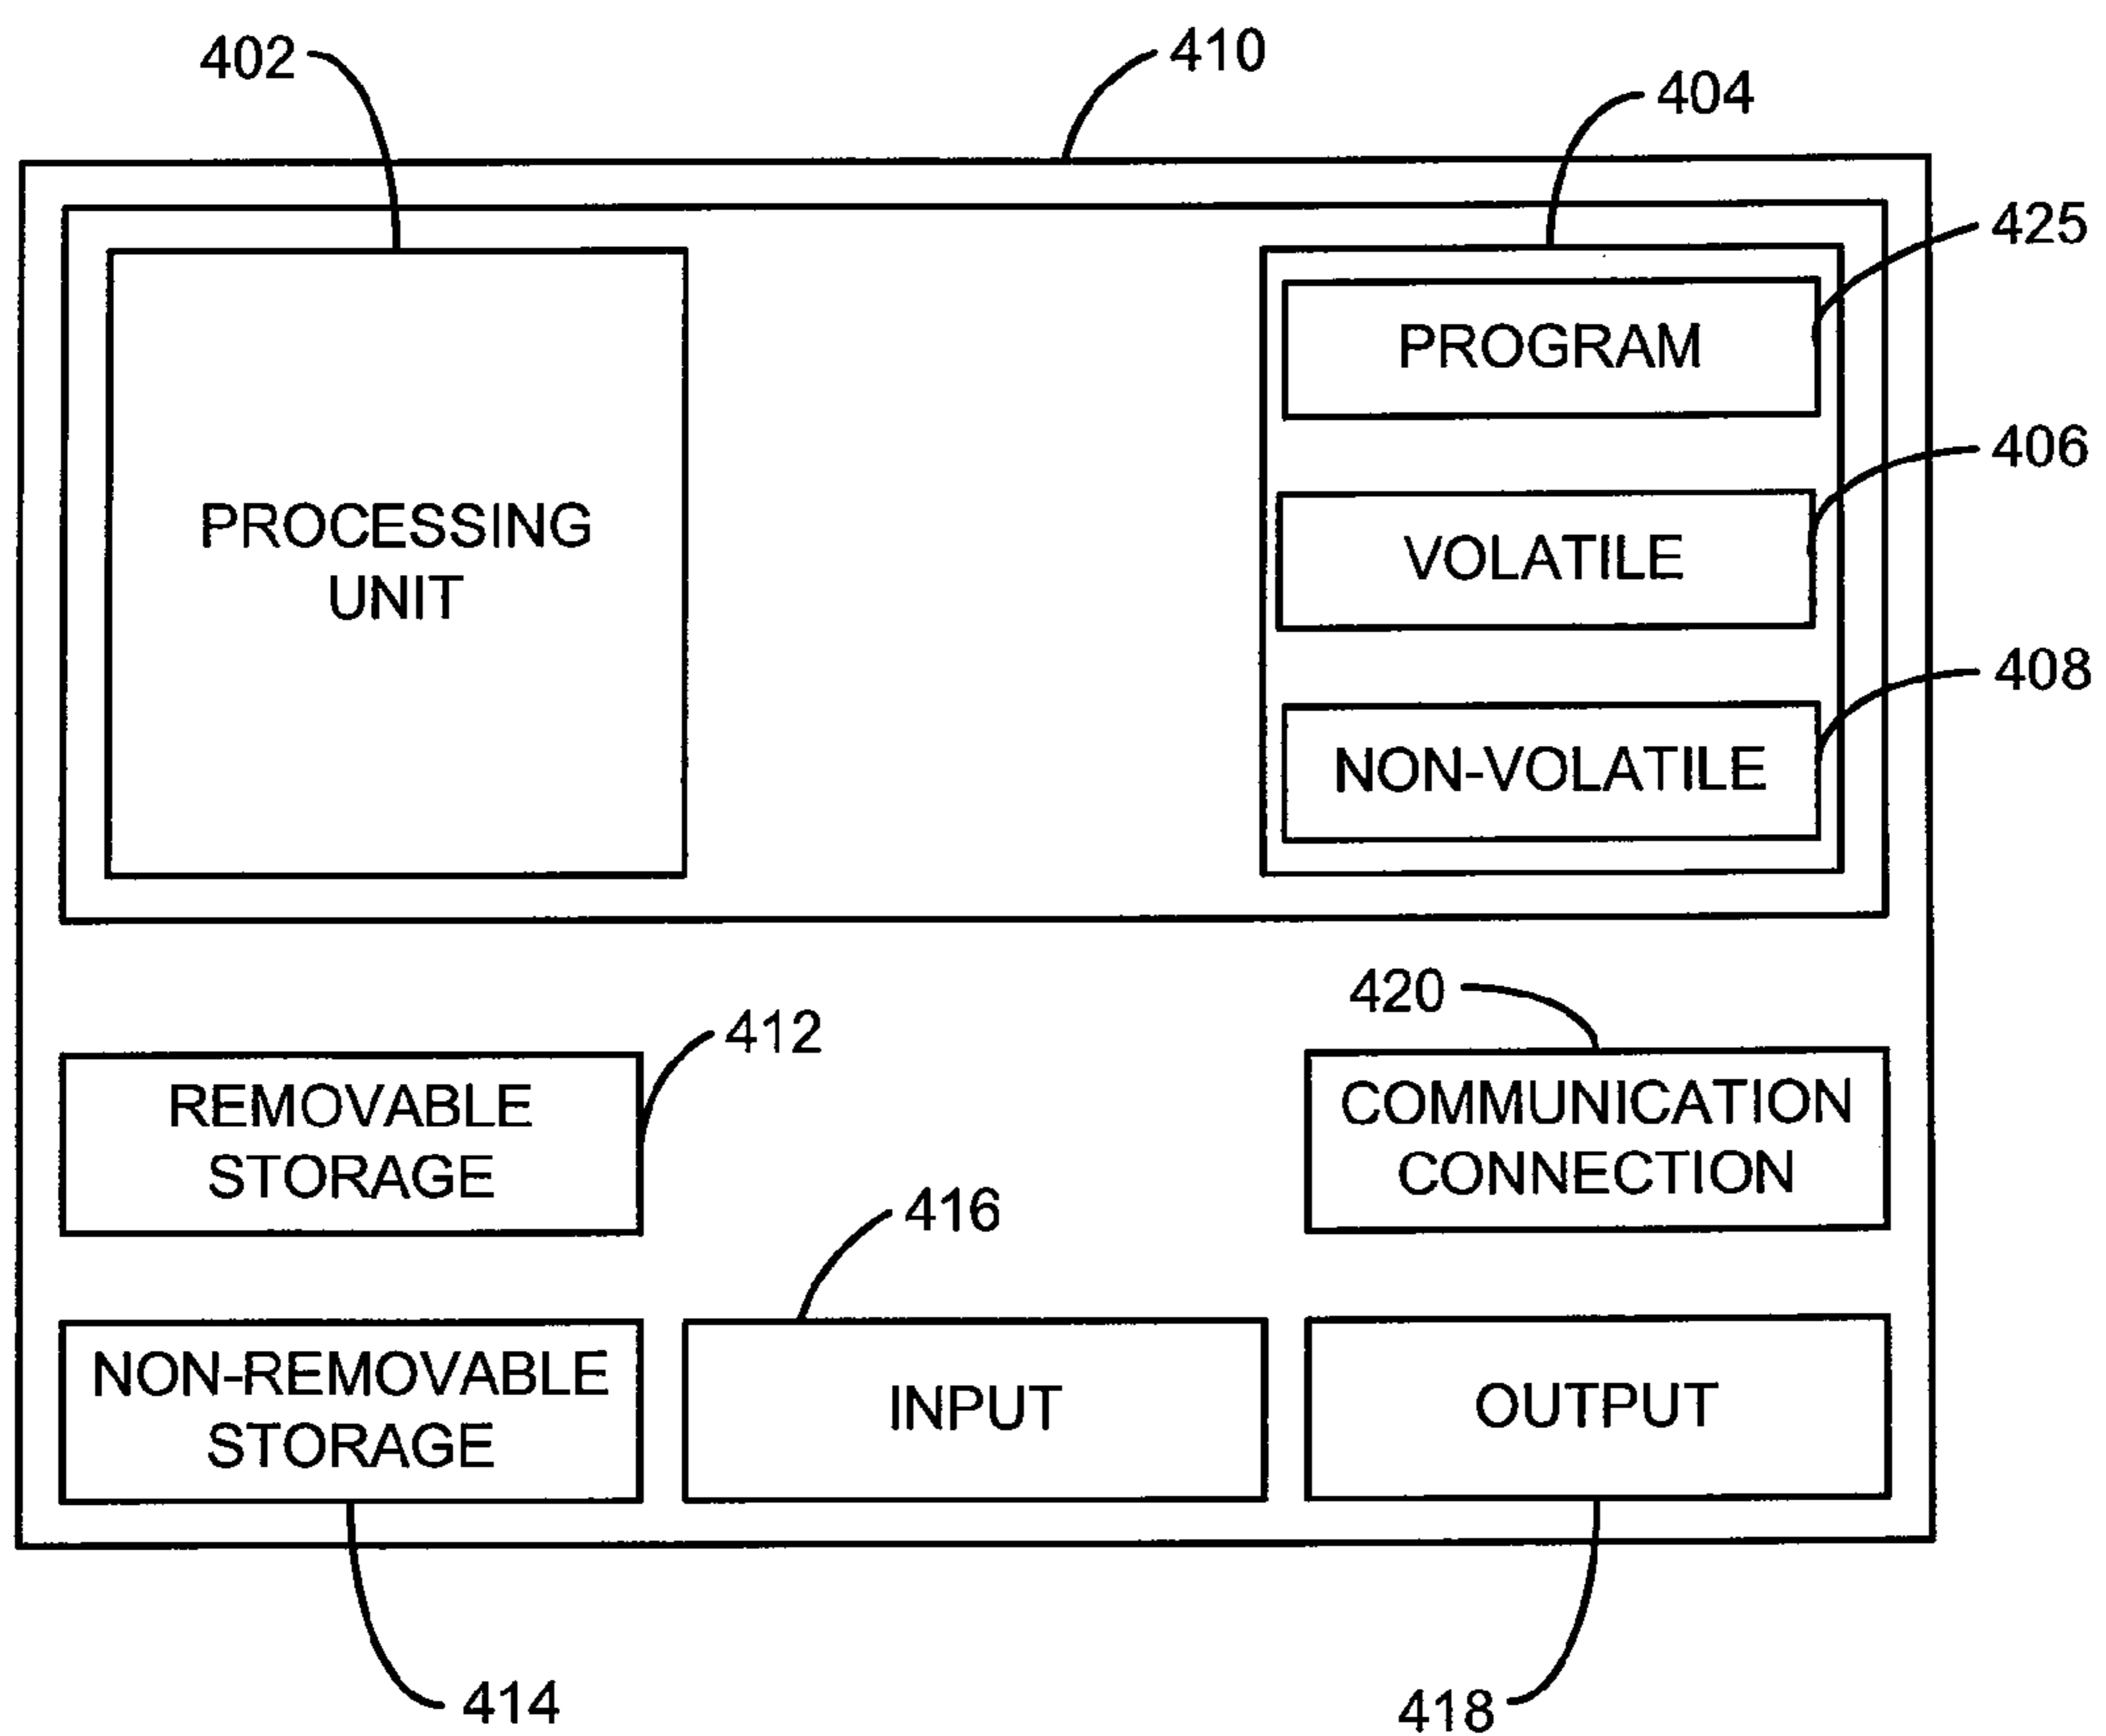 402
410
404
425
PROGRAM
406
PROCESSING
UNIT
VOLATILE
408
NON-VOLATILE
420
412
REMOVABLE
STORAGE
COMMUNICATION
CONNECTION
416
NON-REMOVABLE
STORAGE
INPUT
OUTPUT
414
418